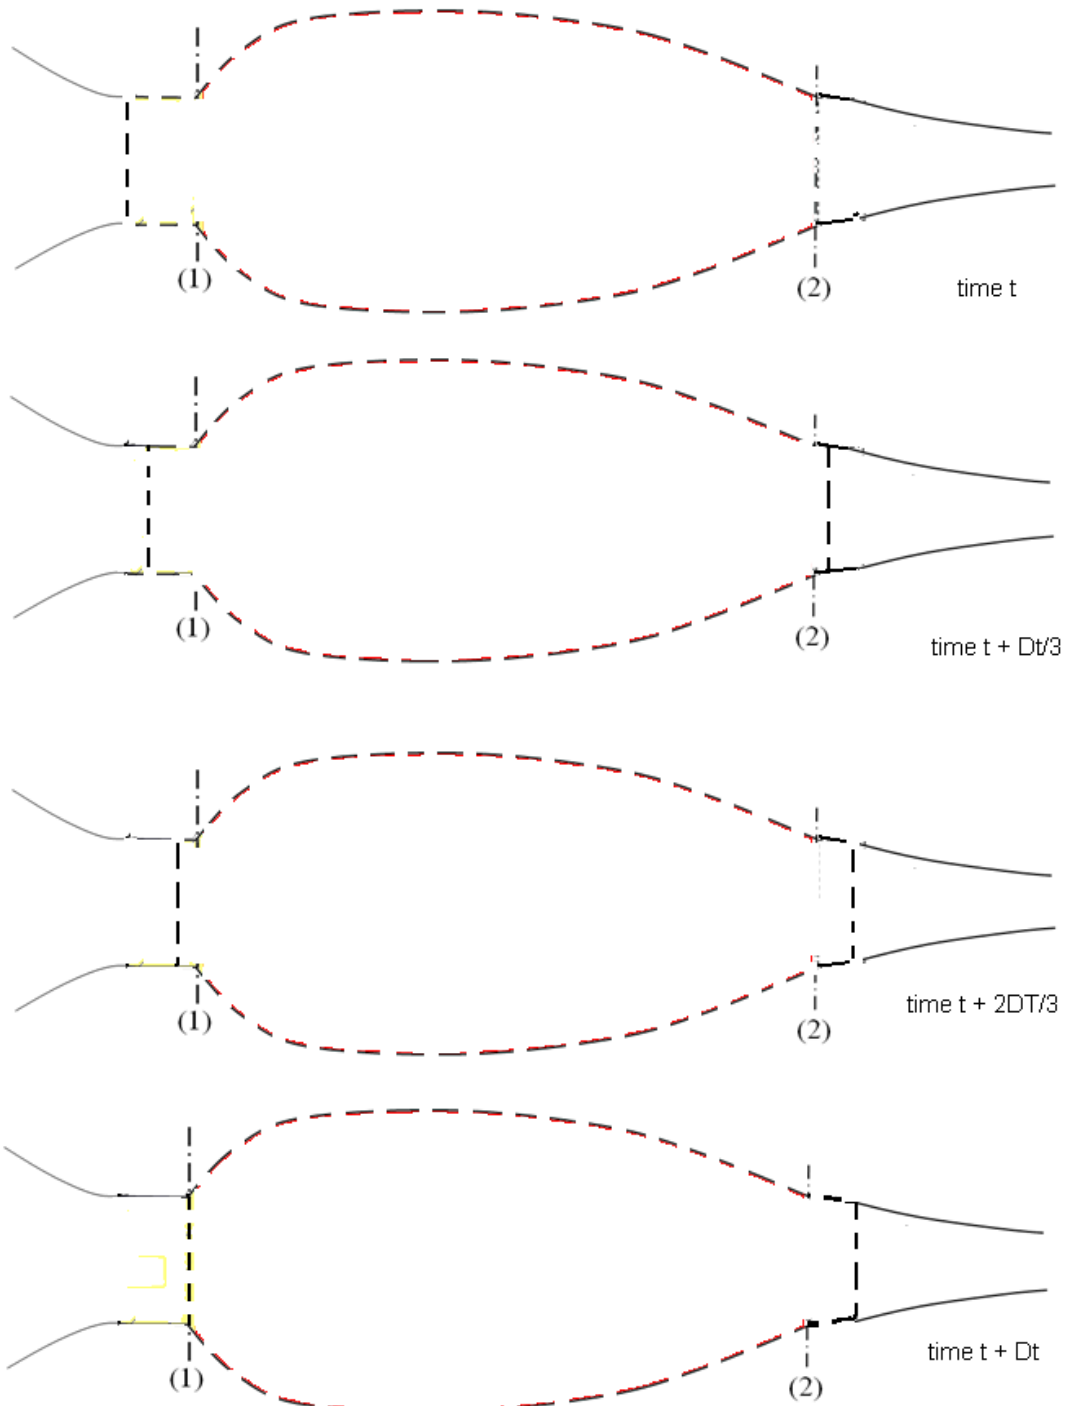 (1)
(2)
time t
(1)
(2)
time t + Dt/3
(1)
(2)
time t + 2DT/3
(1)
(2)
time t + Dt